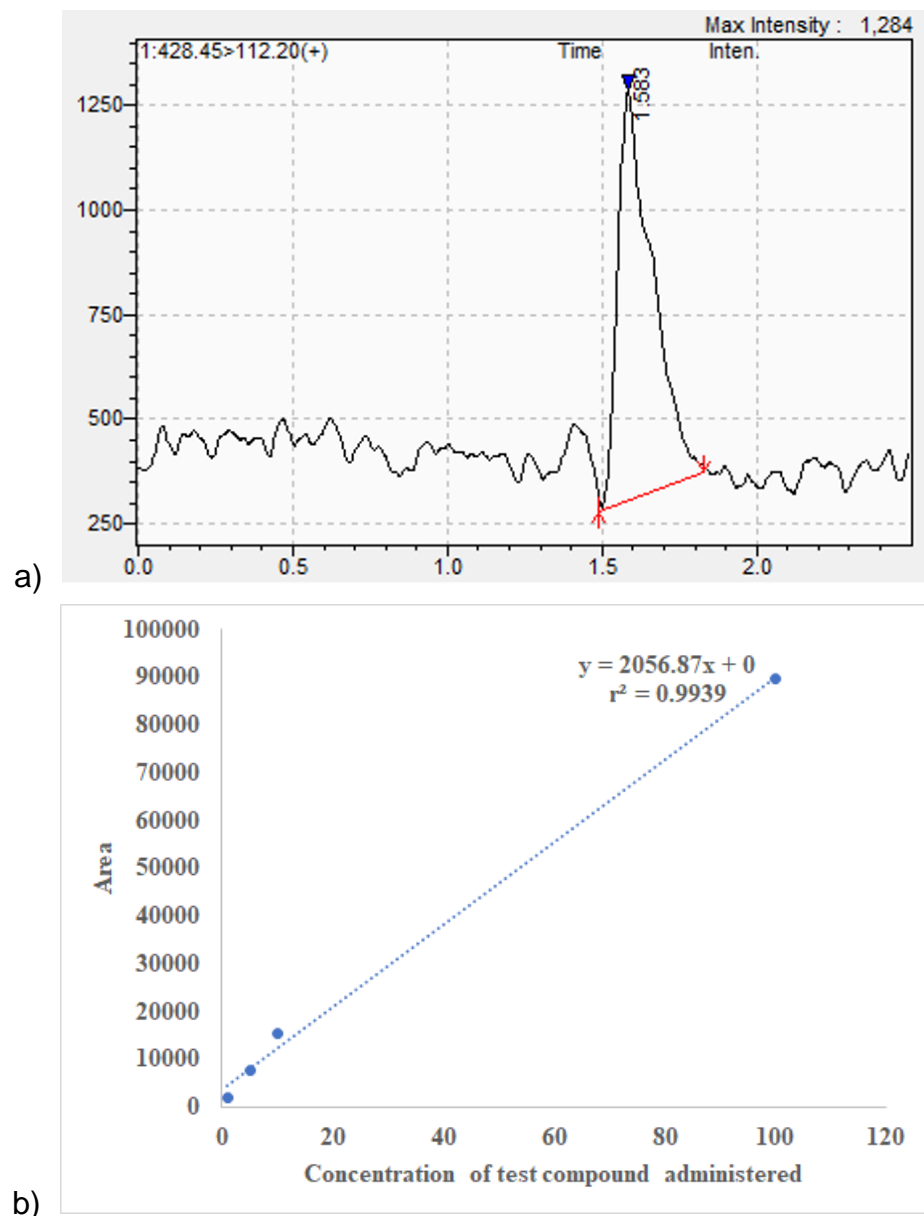 Max Intensity : 1,284
1:428.45>112.20(+) Time Inten.
1.583
1250
1000
750
500
250
0.0 0.5 1.0 1.5 2.0
a)
100000
90000
80000
70000
60000
50000
40000
30000
20000
10000
0
y = 2056.87x + 0
r² = 0.9939
Area
0 20 40 60 80 100 120
Concentration of test compound administered
b)